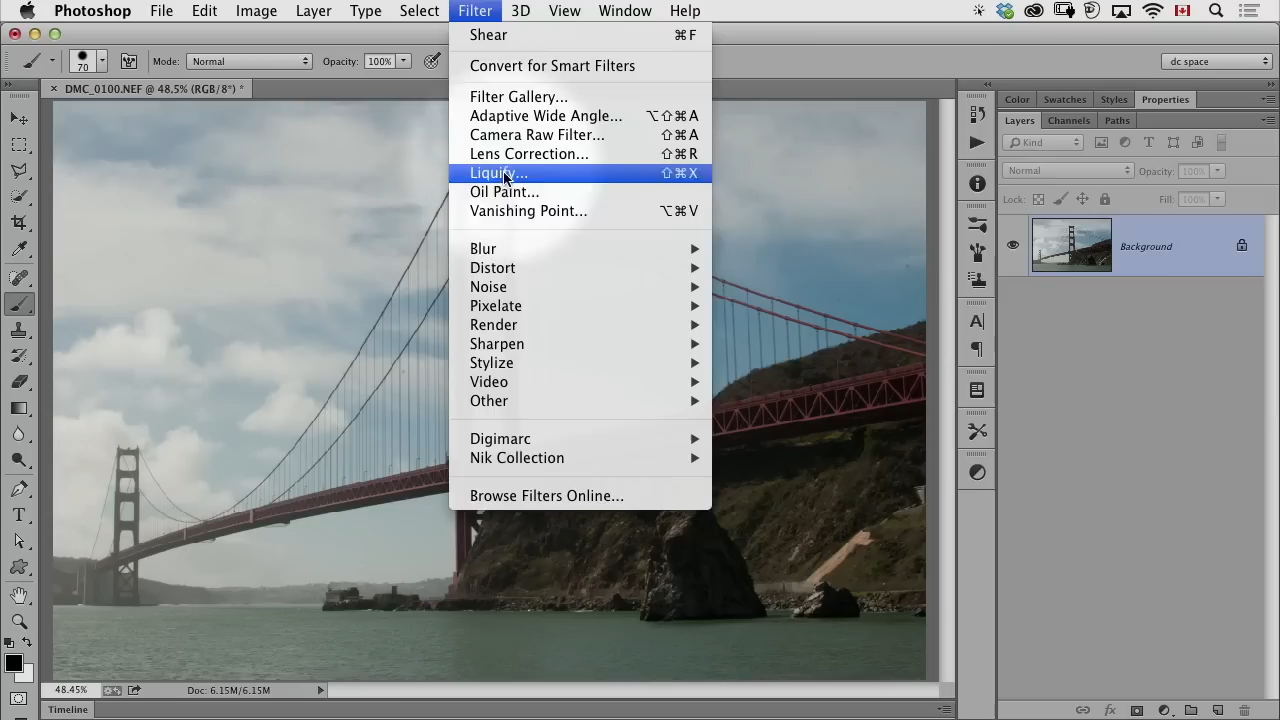 Photoshop File Edit Image Layer Type Select Filter 3D View Window Help
70 Mode: Normal Opacity: 100% dc space
× DMC_0100.NEF @ 48.5% (RGB/8*) *
Shear ⌘F
Convert for Smart Filters
Filter Gallery...
Adaptive Wide Angle... ⌥⇧⌘A
Camera Raw Filter... ⇧⌘A
Lens Correction... ⇧⌘R
Liquify... ⇧⌘X
Oil Paint...
Vanishing Point... ⌥⌘V
Blur
Distort
Noise
Pixelate
Render
Sharpen
Stylize
Video
Other
Digimarc
Nik Collection
Browse Filters Online...
Color Swatches Styles Properties
Layers Channels Paths
Kind
Normal Opacity: 100%
Lock: Fill: 100%
Background
48.45% Doc: 6.15M/6.15M
Timeline